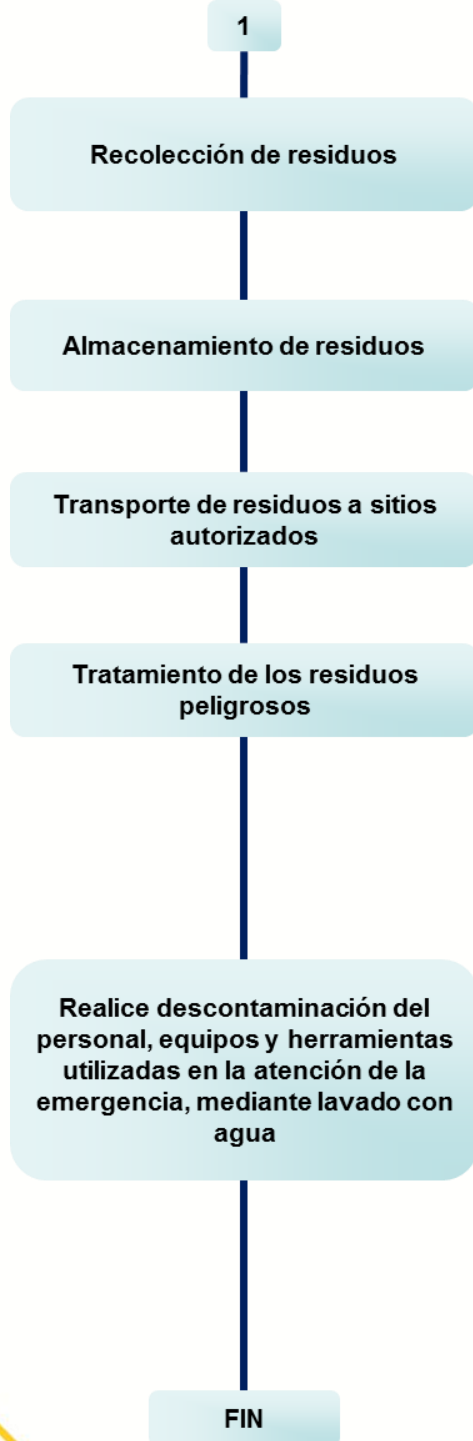 1
Recolección de residuos
Almacenamiento de residuos
Transporte de residuos a sitios
autorizados
Tratamiento de los residuos
peligrosos
Realice descontaminación del
personal, equipos y herramientas
utilizadas en la atención de la
emergencia, mediante lavado con
agua
FIN